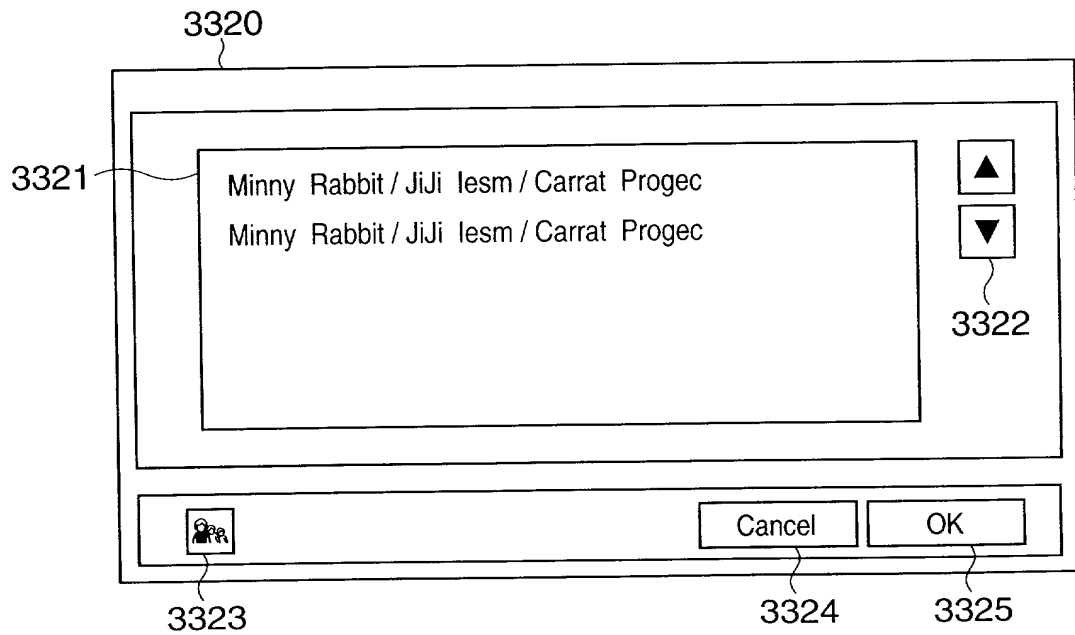 3320
3321
Minny Rabbit / JiJi Iesm / Carrat Progec
Minny Rabbit / JiJi Iesm / Carrat Progec
▲
▼
3322
Cancel
OK
3323
3324
3325